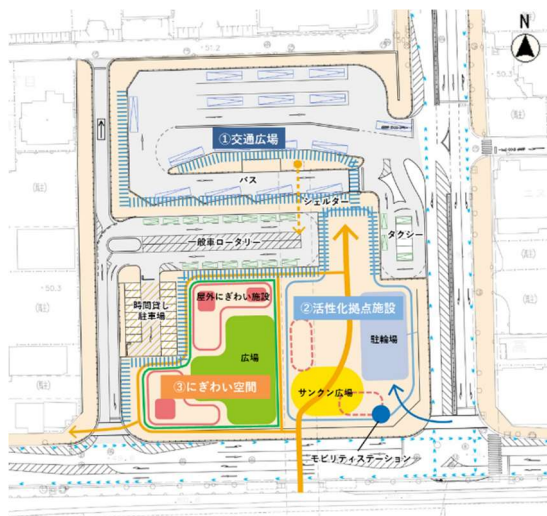 N
①交通広場
バス
シェルター
一般車ロータリー
タクシー
時間貸し
駐車場
屋外にぎわい施設
②活性化拠点施設
広場
駐輪場
③にぎわい空間
サンクン広場
モビリティステーション